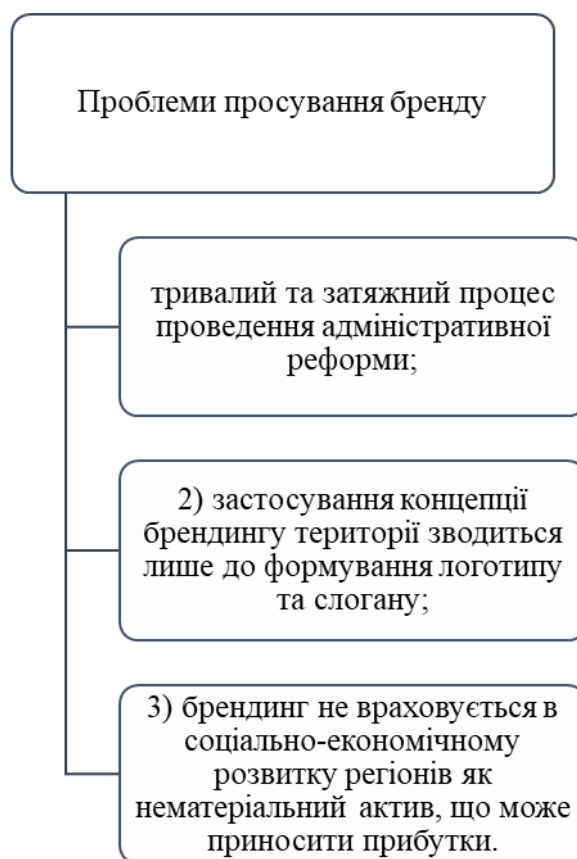 Проблеми просування бренду
тривалий та затяжний процес
проведення адміністративної
реформи;
2) застосування концепції
брендингу території зводиться
лише до формування логотипу
та слогану;
3) брендинг не враховується в
соціально-економічному
розвитку регіонів як
нематеріальний актив, що може
приносити прибутки.